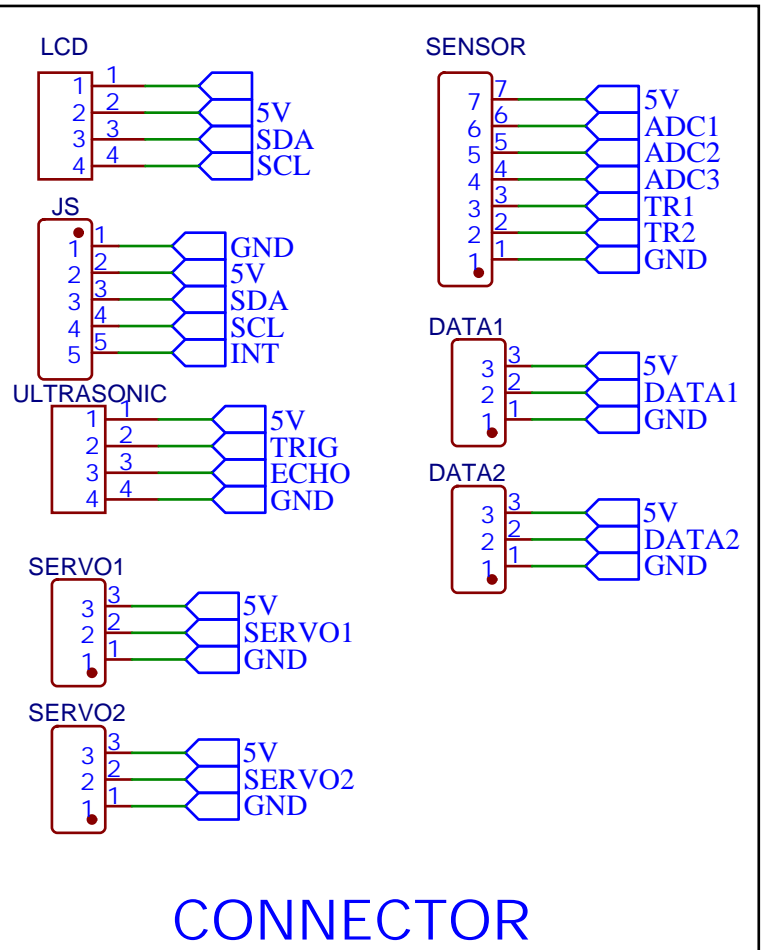 LCD
1 1
2 2 5V
3 3 SDA
4 4 SCL
JS
1 1 GND
2 2 5V
3 3 SDA
4 4 SCL
5 5 INT
ULTRASONIC
1 1 5V
2 2 TRIG
3 3 ECHO
4 4 GND
SERVO1
3 3 5V
2 2 SERVO1
1 1 GND
SERVO2
3 3 5V
2 2 SERVO2
1 1 GND
SENSOR
7 7 5V
6 6 ADC1
5 5 ADC2
4 4 ADC3
3 3 TR1
2 2 TR2
1 1 GND
DATA1
3 3 5V
2 2 DATA1
1 1 GND
DATA2
3 3 5V
2 2 DATA2
1 1 GND
CONNECTOR